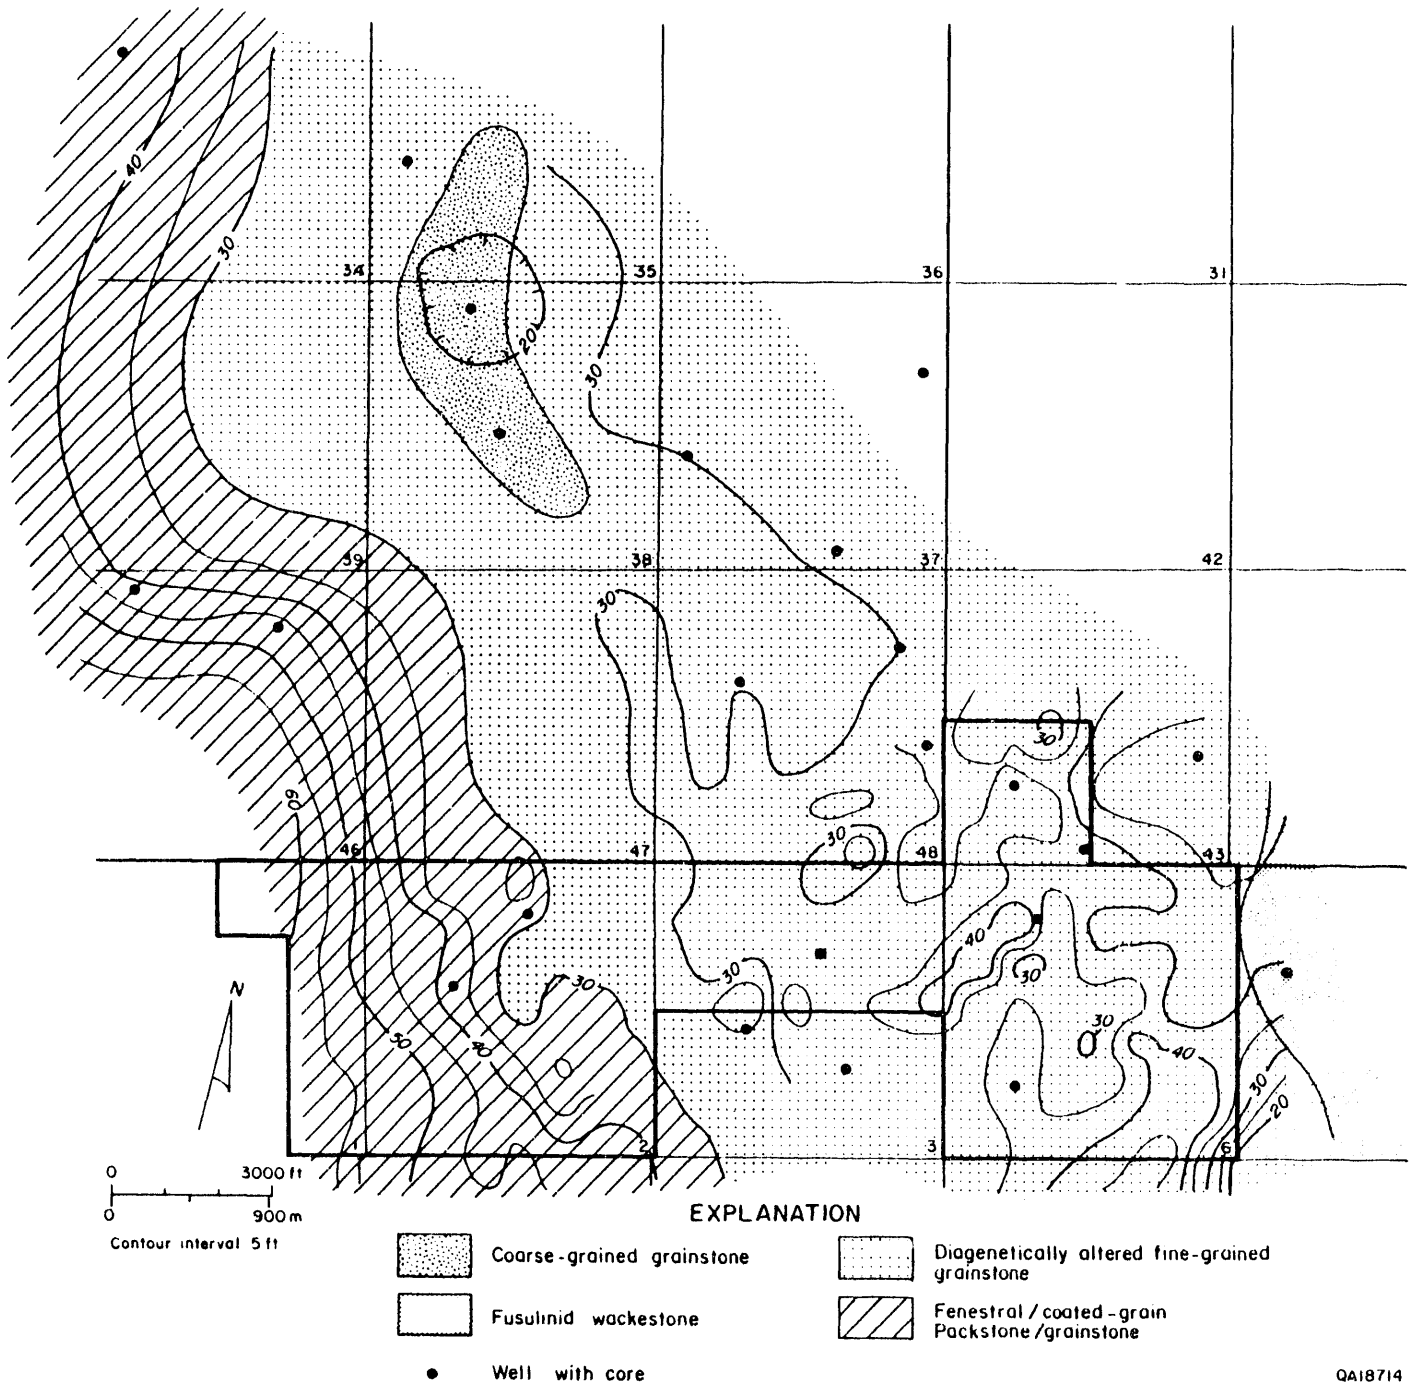 40
30
34
35
36
31
20
30
39
38
37
42
30
30
60
46
47
48
43
30
40
30
30
30
N
50
40
30
40
30
20
2
3
6
0 3000 ft
0 900 m
Contour interval 5 ft
EXPLANATION
Coarse-grained grainstone
Diagenetically altered fine-grained
grainstone
Fusulinid wackestone
Fenestral / coated-grain
Packstone/grainstone
Well with core
QA18714